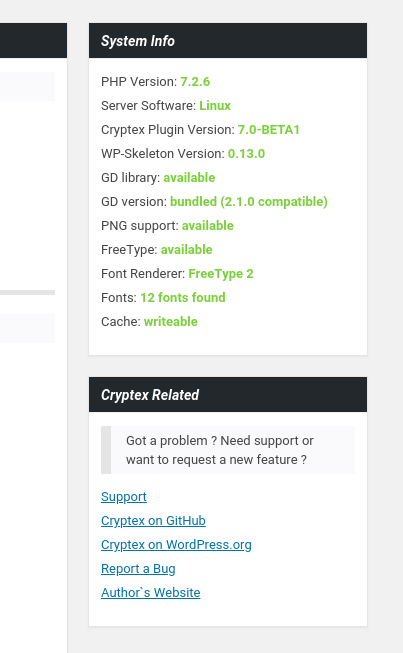 System Info
PHP Version: 7.2.6
Server Software: Linux
Cryptex Plugin Version: 7.0-BETA1
WP-Skeleton Version: 0.13.0
GD library: available
GD version: bundled (2.1.0 compatible)
PNG support: available
FreeType: available
Font Renderer: FreeType 2
Fonts: 12 fonts found
Cache: writeable
Cryptex Related
Got a problem ? Need support or
want to request a new feature ?
Support
Cryptex on GitHub
Cryptex on WordPress.org
Report a Bug
Author`s Website